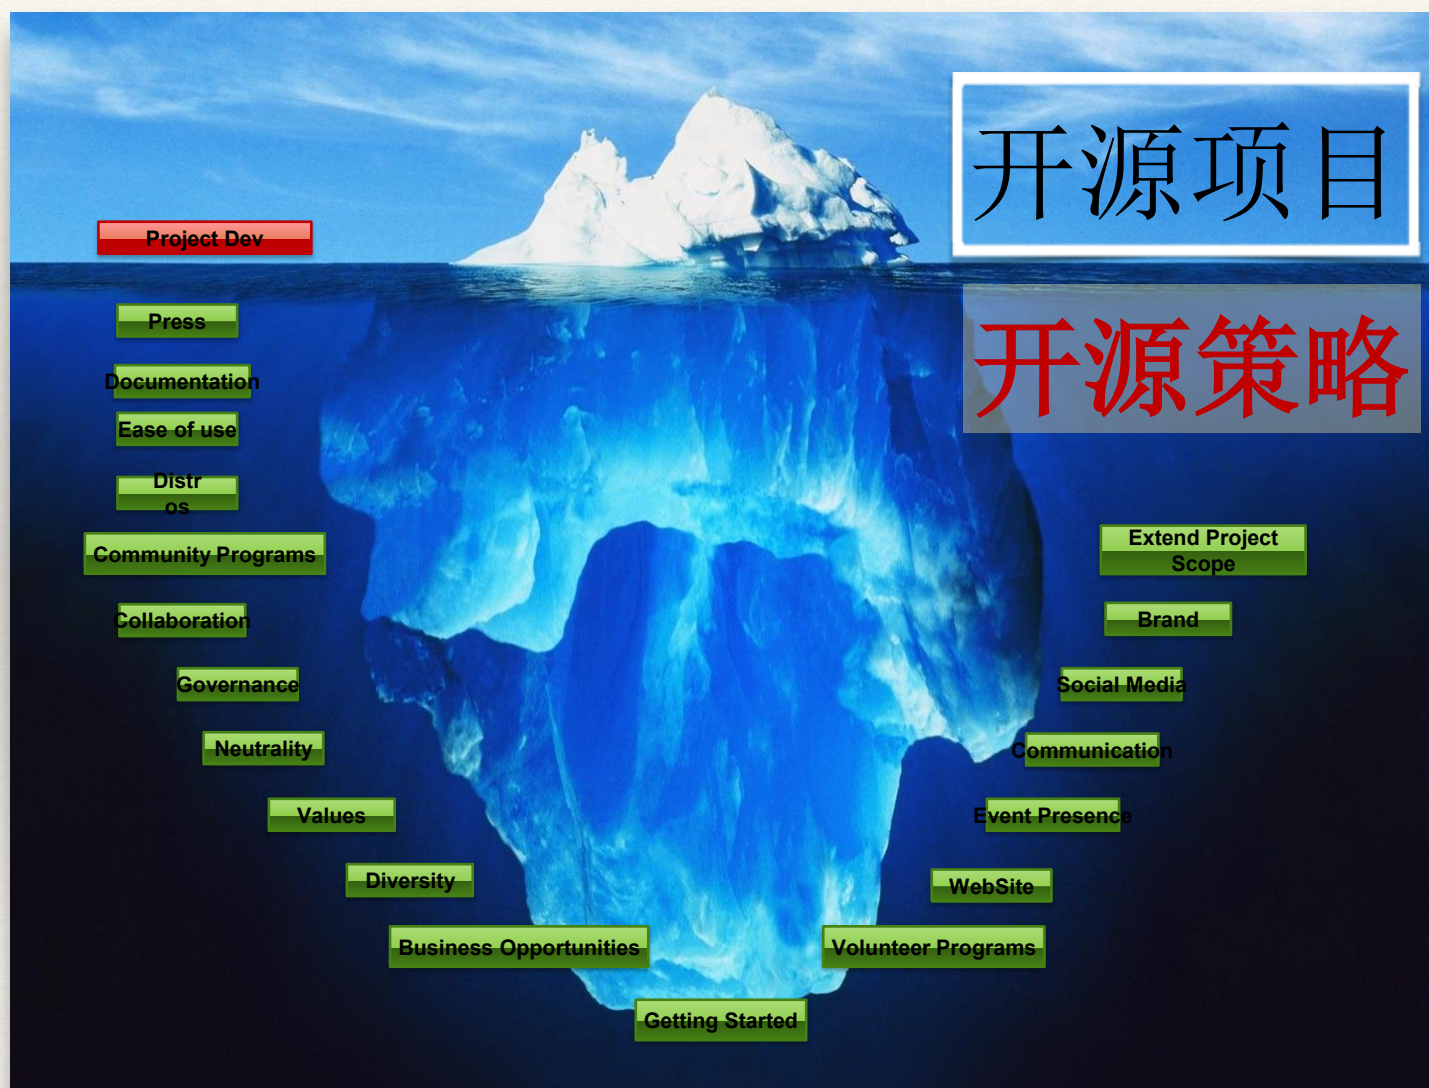 开源项目
Project Dev
开源策略
Press
Documentation
Ease of use
Distr
os
Community Programs
Collaboration
Governance
Neutrality
Values
Diversity
Business Opportunities
Getting Started
Extend Project
Scope
Brand
Social Media
Communication
Event Presence
WebSite
Volunteer Programs